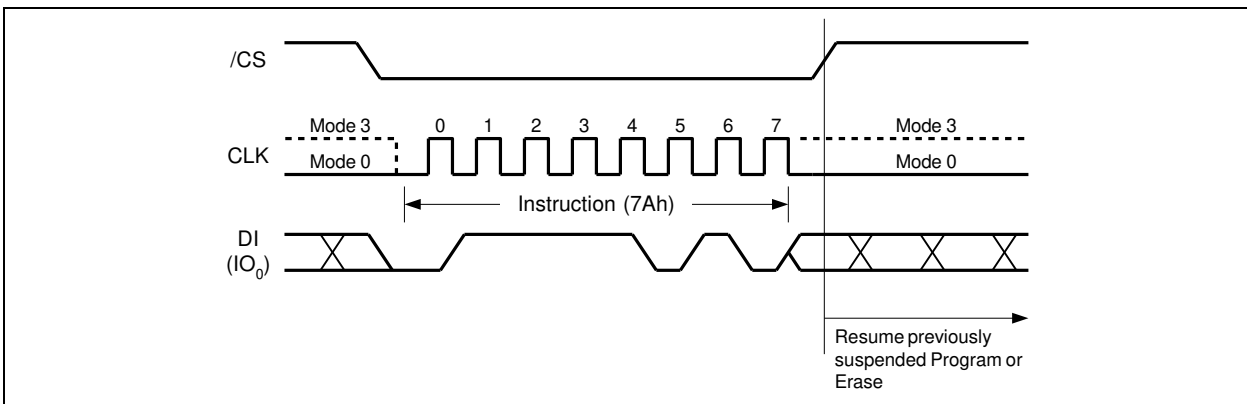 /CS
Mode 3
0 1 2 3 4 5 6 7
Mode 3
CLK
Mode 0
Mode 0
Instruction (7Ah)
DI
(IO0)
Resume previously
suspended Program or
Erase